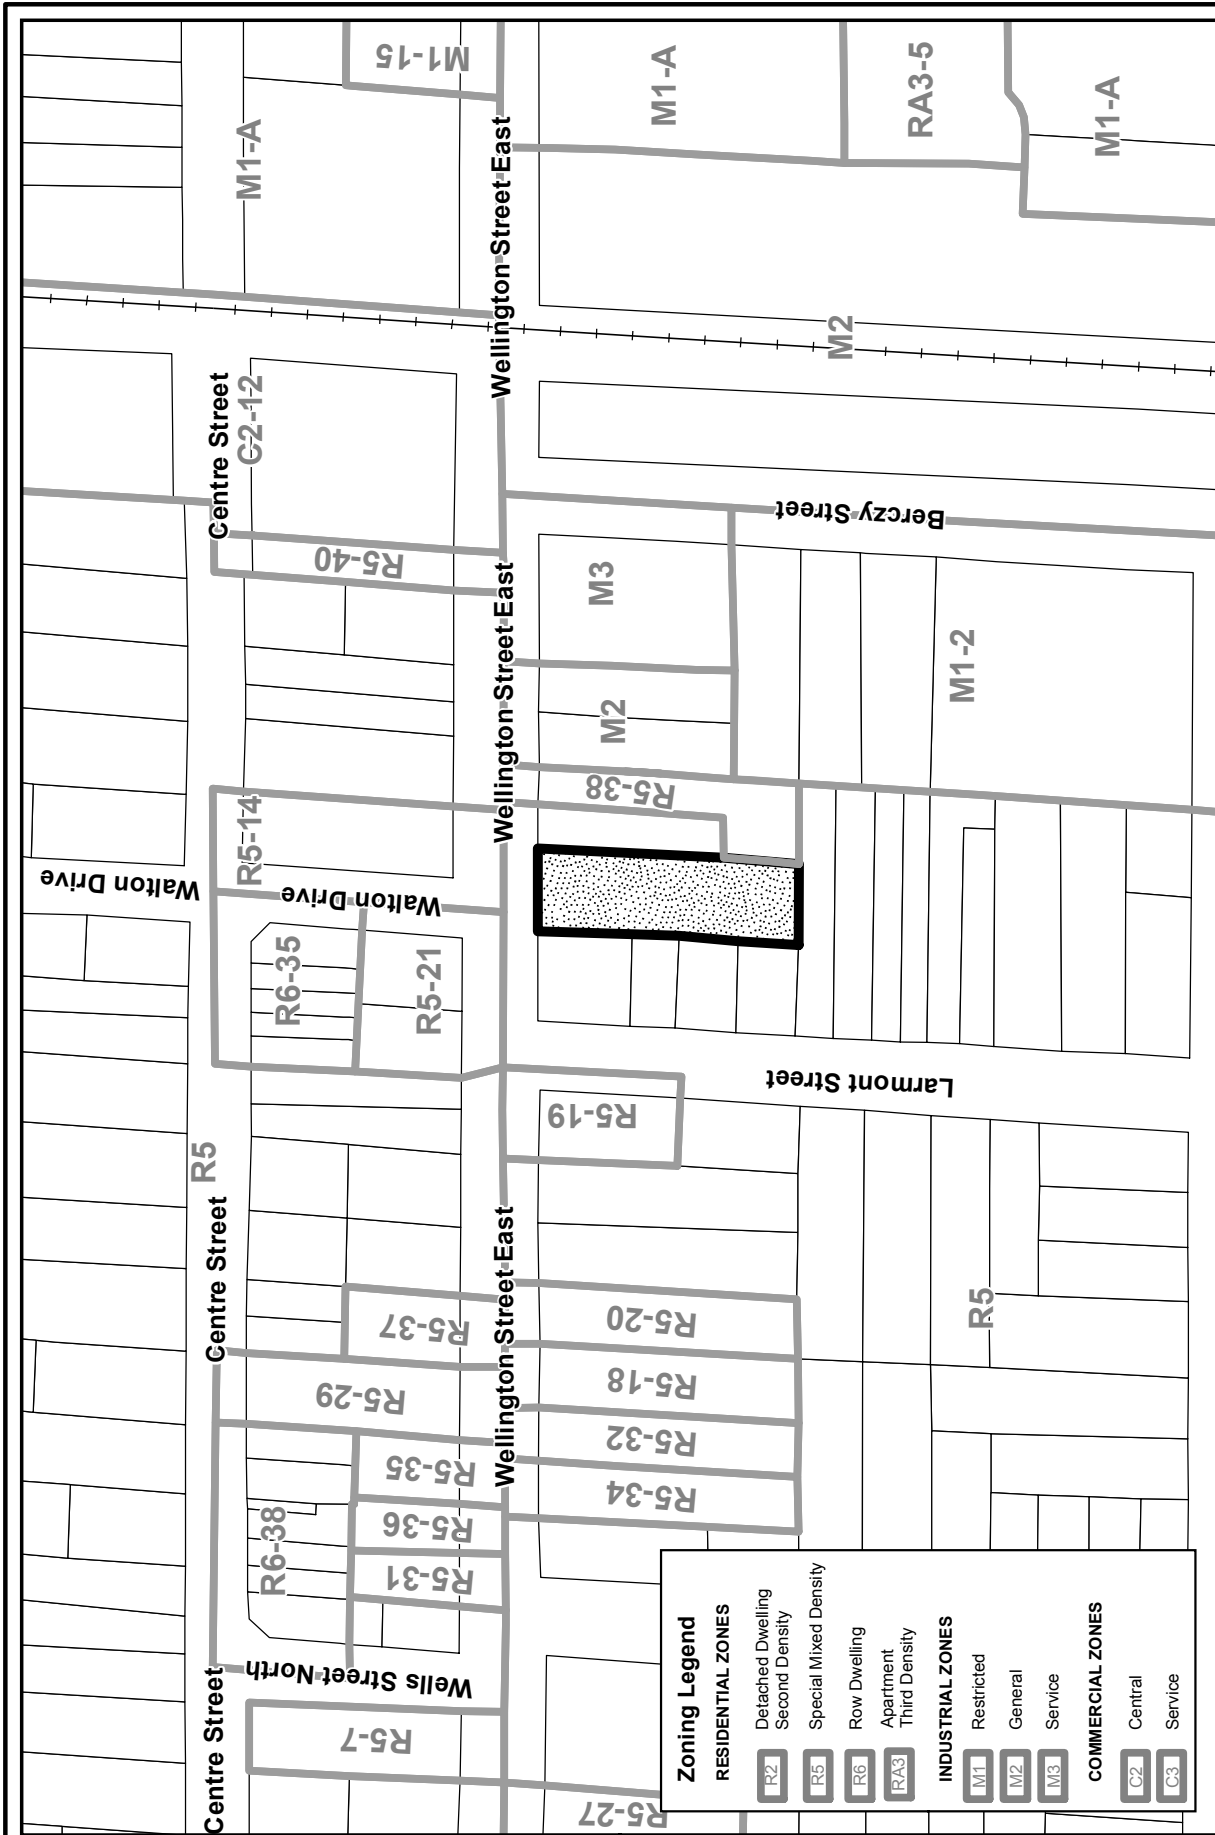 Centre Street
Centre Street
Centre Street
Walton Drive
Walton Drive
Wells Street North
Wellington Street East
Wellington Street East
Wellington Street East
Wellington Street East
Larmont Street
Berczy Street
R5-7
R5-27
R6-38
R5-31
R5-36
R5-35
R5-29
R5-37
R5-34
R5-32
R5-18
R5-20
R5
R5
R5-19
R6-35
R5-21
R5-14
R5-38
R5-40
C2-12
M2
M3
M1-2
M2
M1-A
M1-15
M1-A
RA3-5
M1-A
Zoning Legend
RESIDENTIAL ZONES
R2 Detached Dwelling
Second Density
R5 Special Mixed Density
R6 Row Dwelling
RA3 Apartment
Third Density
INDUSTRIAL ZONES
M1 Restricted
M2 General
M3 Service
COMMERCIAL ZONES
C2 Central
C3 Service